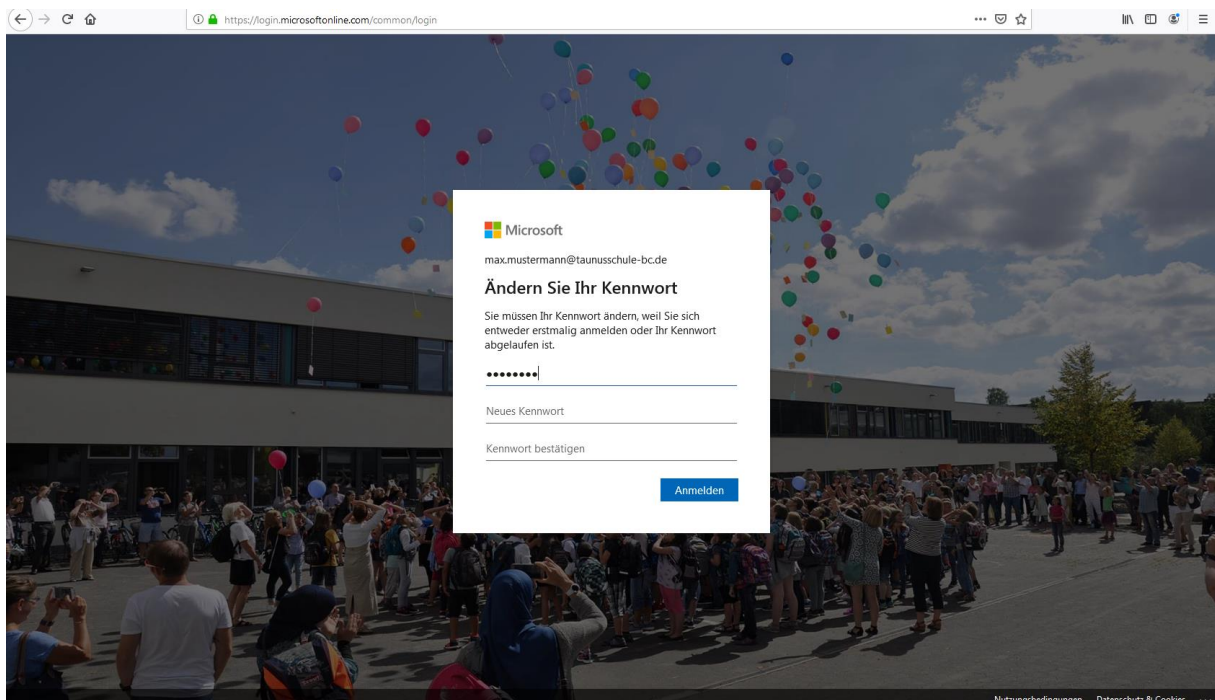 https://login.microsoftonline.com/common/login
Microsoft
max.mustermann@taunusschule-bc.de
Ändern Sie Ihr Kennwort
Sie müssen Ihr Kennwort ändern, weil Sie sich
entweder erstmalig anmelden oder Ihr Kennwort
abgelaufen ist.
••••••••
Neues Kennwort
Kennwort bestätigen
Anmelden
Nutzungsbedingungen Datenschutz & Cookies